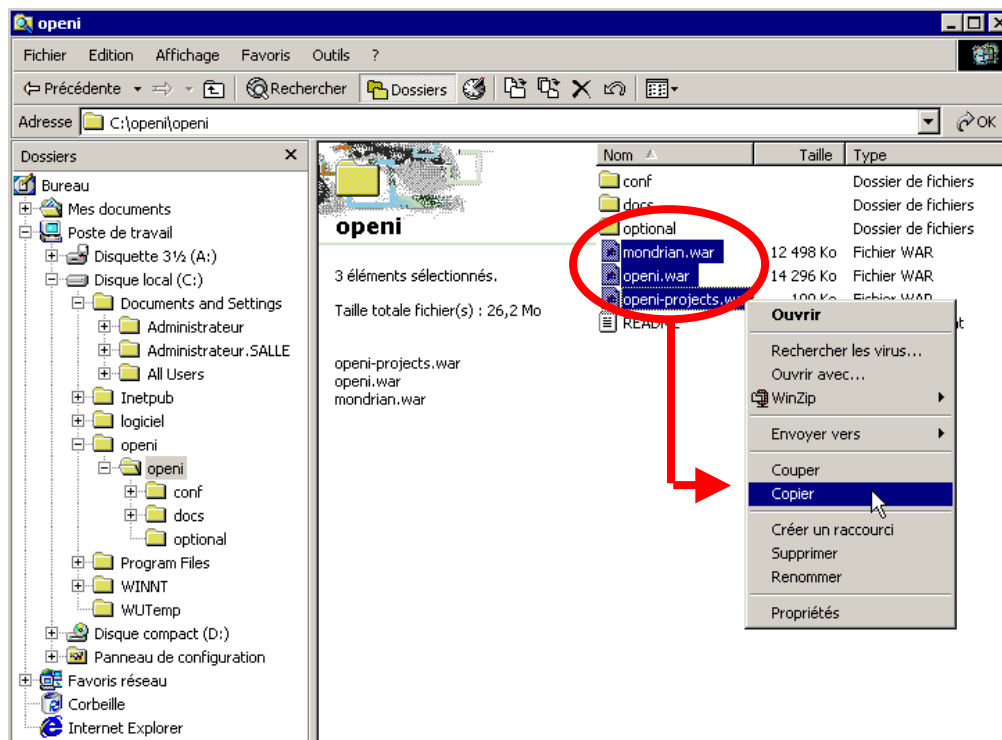 openi
Fichier Edition Affichage Favoris Outils ?
Précédente Rechercher Dossiers
Adresse C:\openi\openi OK
Dossiers
Bureau
Mes documents
Poste de travail
Disquette 3½ (A:)
Disque local (C:)
Documents and Settings
Administrateur
Administrateur.SALLE
All Users
Inetpub
logiciel
openi
openi
conf
docs
optional
Program Files
WINNT
WUTemp
Disque compact (D:)
Panneau de configuration
Favoris réseau
Corbeille
Internet Explorer
openi
3 éléments sélectionnés.
Taille totale fichier(s) : 26,2 Mo
openi-projects.war
openi.war
mondrian.war
Nom Taille Type
conf Dossier de fichiers
docs Dossier de fichiers
optional Dossier de fichiers
mondrian.war 12 498 Ko Fichier WAR
openi.war 14 296 Ko Fichier WAR
openi-projects.war Ko Fichier WAR
README
Ouvrir
Rechercher les virus...
Ouvrir avec...
WinZip
Envoyer vers
Couper
Copier
Créer un raccourci
Supprimer
Renommer
Propriétés